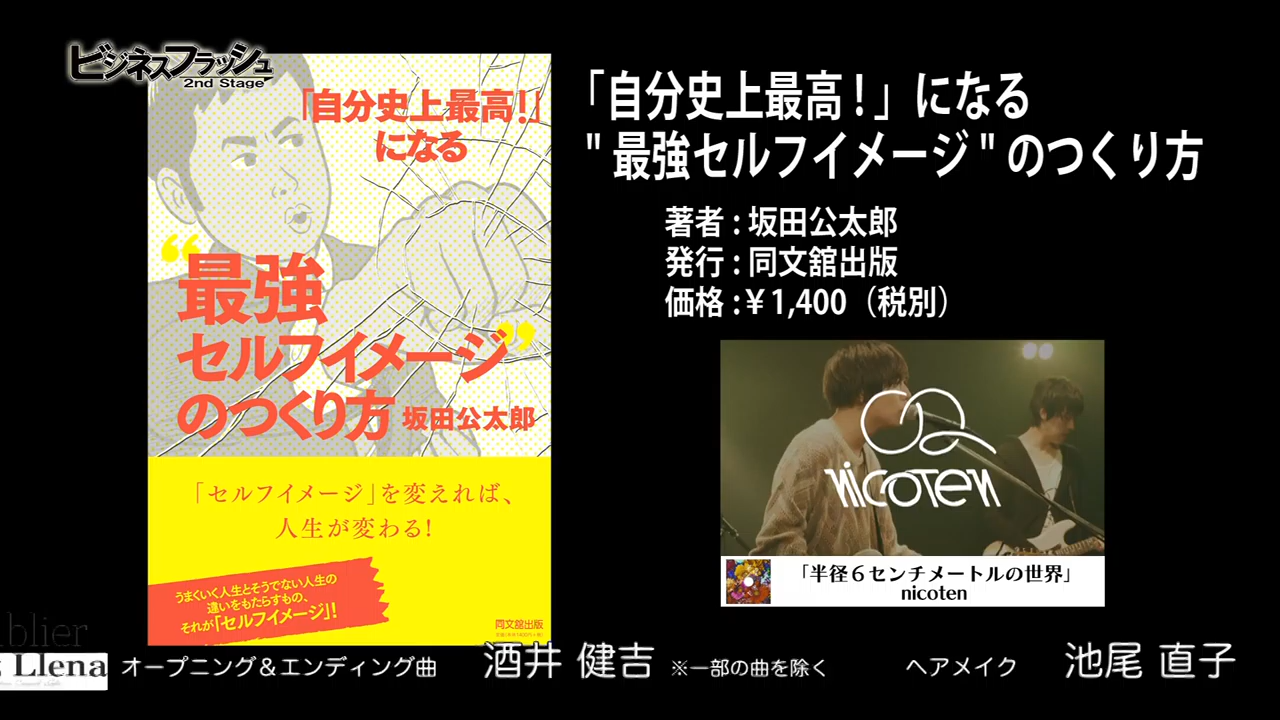 ビジネスフラッシュ
2nd Stage
「自分史上最高!」
になる
“最強
セルフイメージ”
のつくり方 坂田公太郎
「セルフイメージ」を変えれば、
人生が変わる!
うまくいく人生とそうでない人生の
違いをもたらすもの、
それが「セルフイメージ」!
同文舘出版
「自分史上最高!」になる
"最強セルフイメージ"のつくり方
著者:坂田公太郎
発行:同文舘出版
価格:¥1,400(税別)
nicoten
「半径6センチメートルの世界」
nicoten
blier
Llena オープニング&エンディング曲 酒井 健吉 ※一部の曲を除く ヘアメイク 池尾 直子